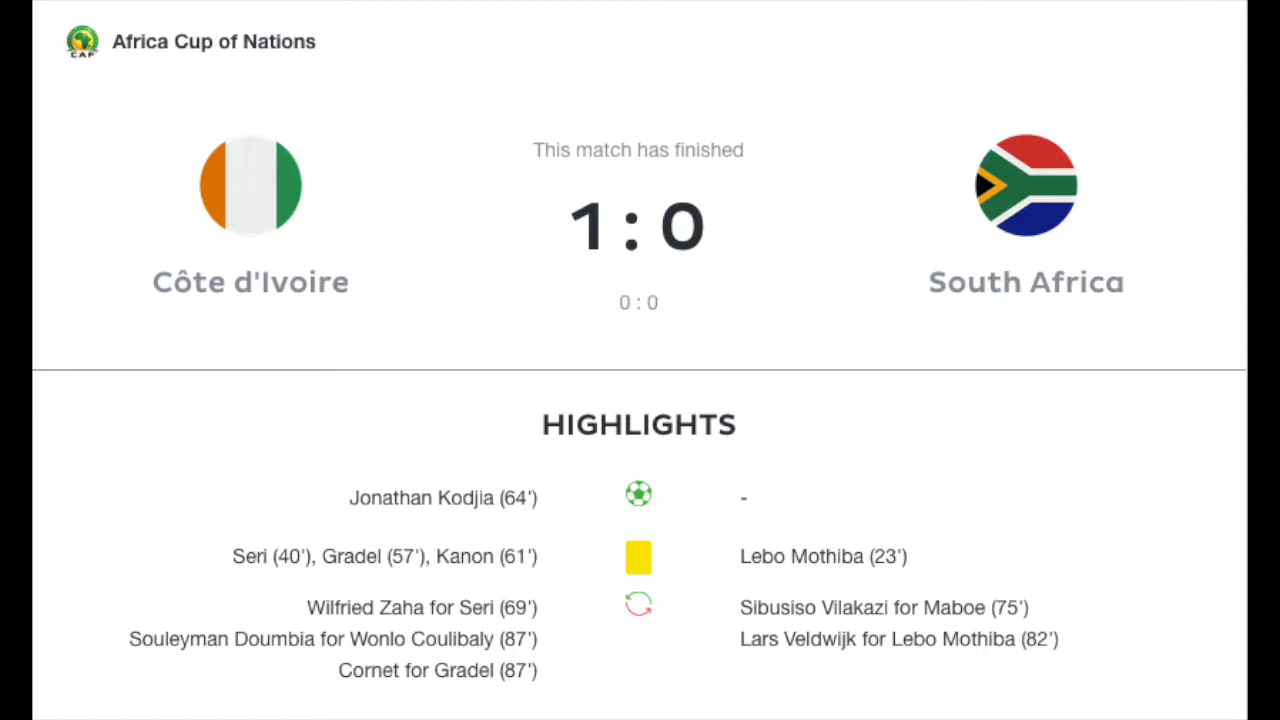 CAF
Africa Cup of Nations
This match has finished
1 : 0
0 : 0
Côte d'Ivoire
South Africa
HIGHLIGHTS
Jonathan Kodjia (64') -
Seri (40'), Gradel (57'), Kanon (61') Lebo Mothiba (23')
Wilfried Zaha for Seri (69') Sibusiso Vilakazi for Maboe (75')
Souleyman Doumbia for Wonlo Coulibaly (87') Lars Veldwijk for Lebo Mothiba (82')
Cornet for Gradel (87')